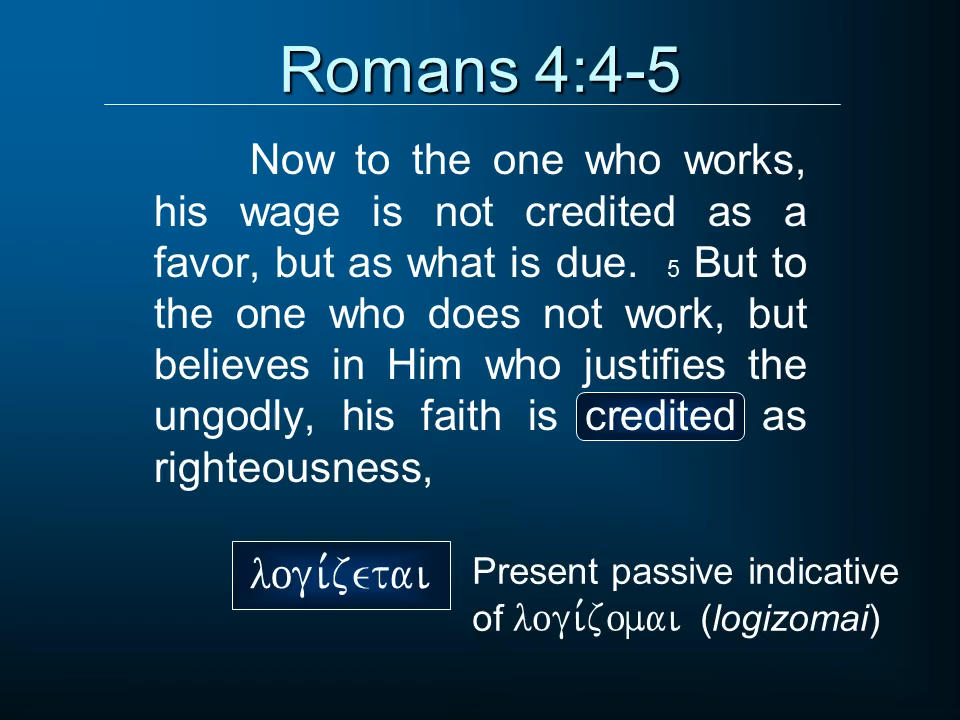 Romans 4:4-5
Now to the one who works,
his wage is not credited as a
favor, but as what is due. 5 But to
the one who does not work, but
believes in Him who justifies the
ungodly, his faith is credited as
righteousness,
λογίζεται
Present passive indicative
of λογίζομαι (logizomai)